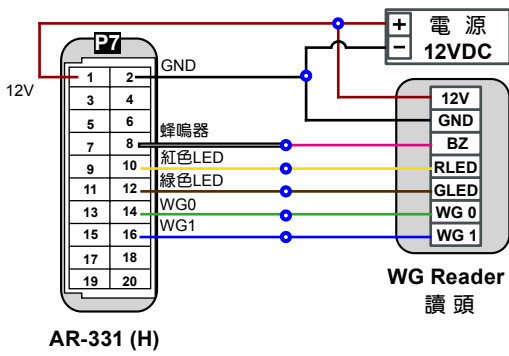 P7
12V
GND
1 2
3 4
5 6
7 8
9 10
11 12
13 14
15 16
17 18
19 20
蜂嗚器
紅色LED
綠色LED
WG0
WG1
AR-331 (H)
+ 電 源
− 12VDC
12V
GND
BZ
RLED
GLED
WG 0
WG 1
WG Reader
讀 頭